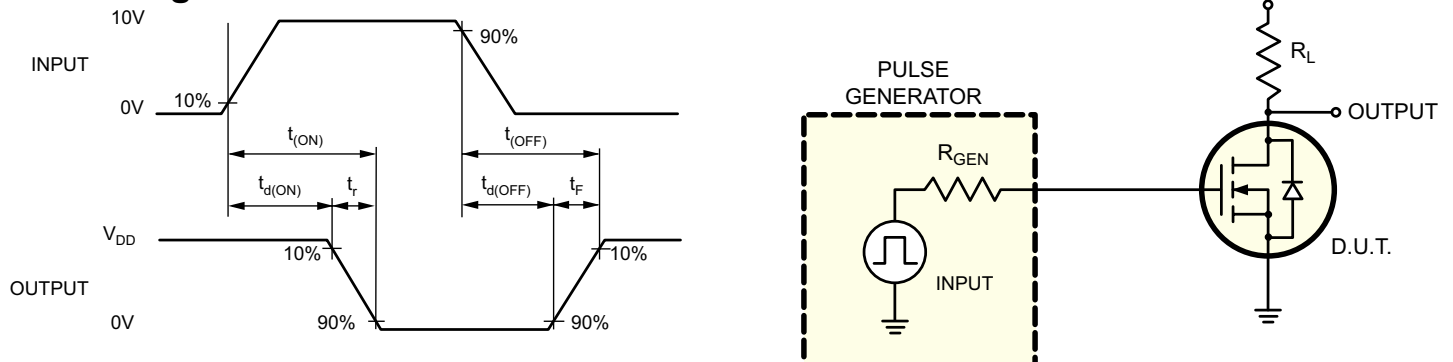 10V
INPUT
0V
10%
90%
t(ON)
t(OFF)
td(ON)
tr
td(OFF)
tF
VDD
OUTPUT
0V
10%
90%
90%
10%
PULSE
GENERATOR
RGEN
INPUT
RL
OUTPUT
D.U.T.